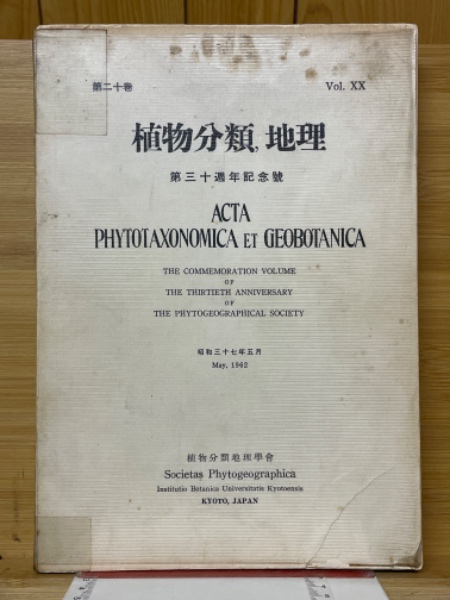 第二十巻
Vol. XX
植物分類, 地理
第三十週年記念號
ACTA
PHYTOTAXONOMICA ET GEOBOTANICA
THE COMMEMORATION VOLUME
OF
THE THIRTIETH ANNIVERSARY
OF
THE PHYTOGEOGRAPHICAL SOCIETY
昭和三十七年五月
May, 1962
植物分類地理學會
Societas Phytogeographica
Institutio Botanica Universitatis Kyotoensis
KYOTO, JAPAN